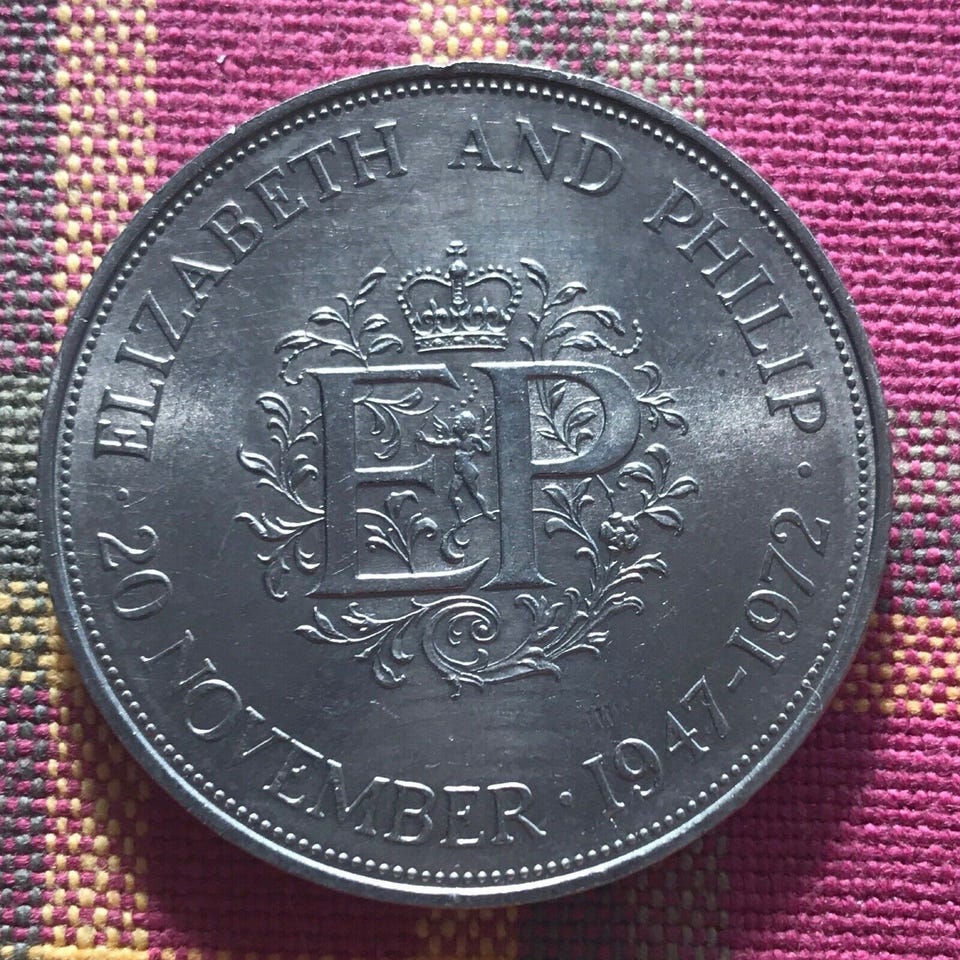 ELIZABETH AND PHILIP
EP
· 20 NOVEMBER · 1947-1972 ·